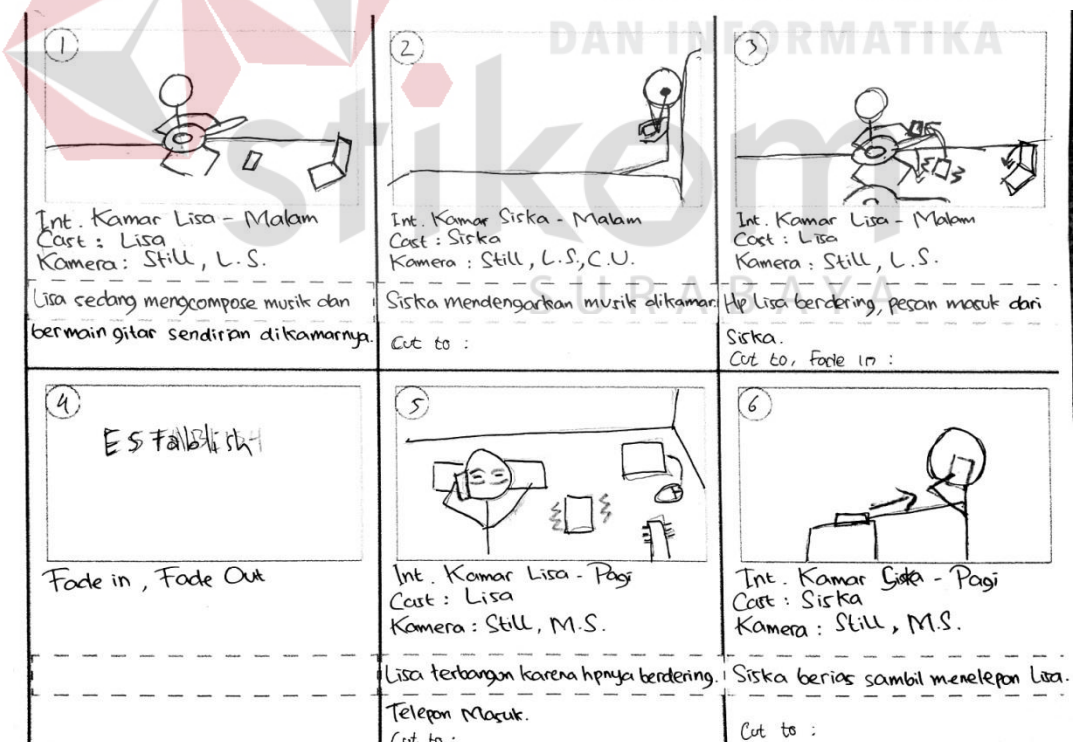 DAN INFORMATIKA
stikom
SURABAYA
1
Int. Kamar Lisa - Malam
Cast : Lisa
Kamera : Still, L.S.
Lisa sedang mengcompose musik dan
bermain gitar sendirian dikamarnya.
2
Int. Kamar Siska - Malam
Cast : Siska
Kamera : Still, L.S., C.U.
Siska mendengarkan musik dikamar.
Cut to :
3
Int. Kamar Lisa - Malam
Cast : Lisa
Kamera : Still, L.S.
Hp Lisa berdering, pesan masuk dari
Siska.
Cut to, Fade in :
4
Establish
Fade in, Fade Out
5
Int. Kamar Lisa - Pagi
Cast : Lisa
Kamera : Still, M.S.
Lisa terbangun karena hpnya berdering.
Telepon Masuk.
Cut to :
6
Int. Kamar Siska - Pagi
Cast : Siska
Kamera : Still, M.S.
Siska berias sambil menelepon Lisa.
Cut to :